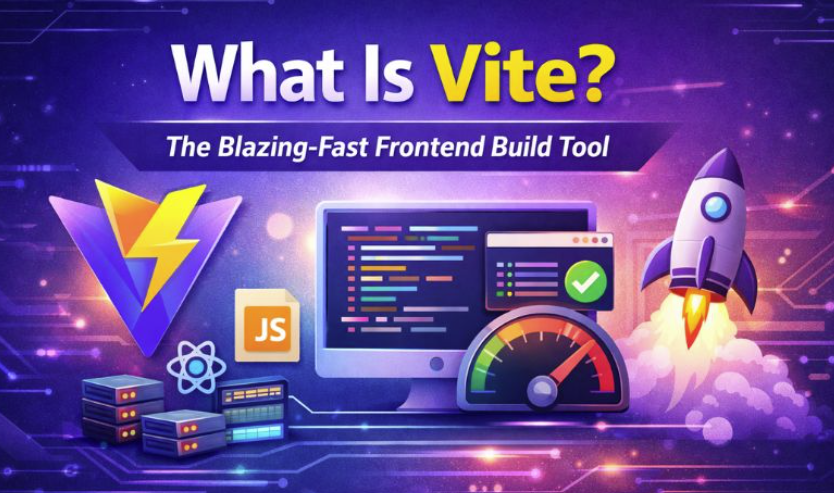 What Is Vite?
The Blazing-Fast Frontend Build Tool
JS